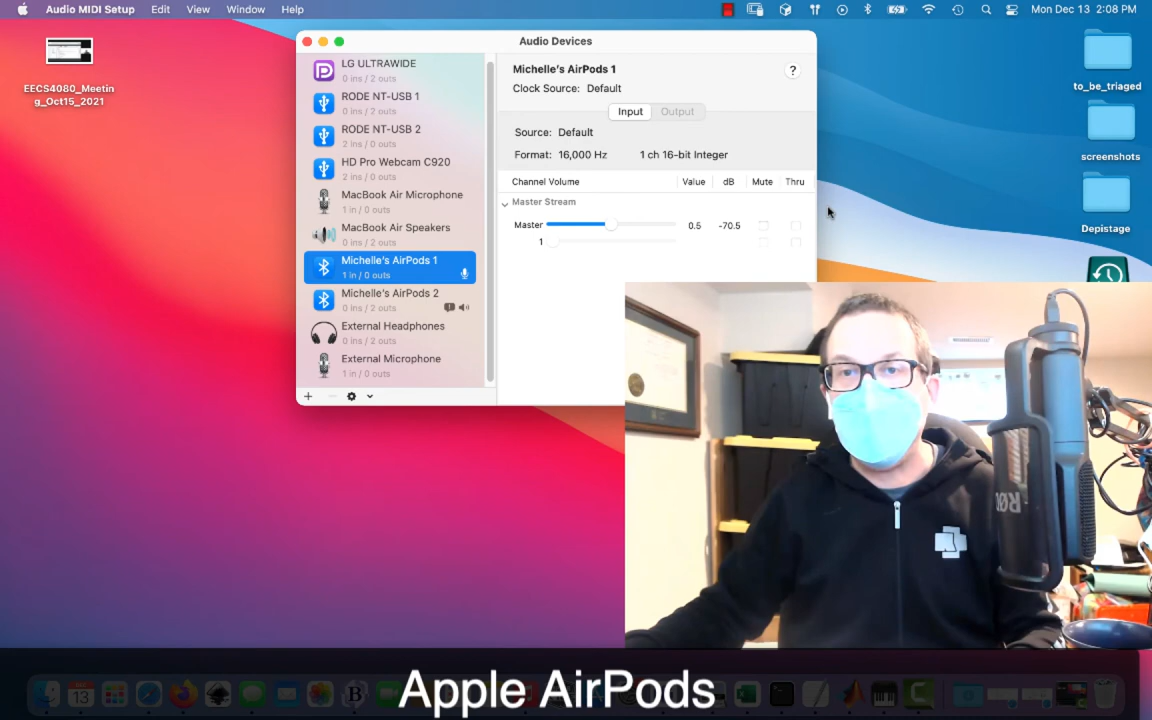 Audio MIDI Setup Edit View Window Help Mon Dec 13 2:08 PM
EECS4080_Meetin
g_Oct15_2021
Audio Devices
LG ULTRAWIDE
0 ins / 2 outs
RODE NT-USB 1
0 ins / 2 outs
RODE NT-USB 2
2 ins / 0 outs
HD Pro Webcam C920
2 ins / 0 outs
MacBook Air Microphone
1 in / 0 outs
MacBook Air Speakers
0 ins / 2 outs
Michelle's AirPods 1
1 in / 0 outs
Michelle's AirPods 2
0 ins / 2 outs
External Headphones
0 ins / 2 outs
External Microphone
1 in / 0 outs
Michelle's AirPods 1
?
Clock Source: Default
Input Output
Source: Default
Format: 16,000 Hz 1 ch 16-bit Integer
Channel Volume Value dB Mute Thru
Master Stream
Master 0.5 -70.5
1
to_be_triaged
screenshots
Depistage
RØD
13
Apple AirPods